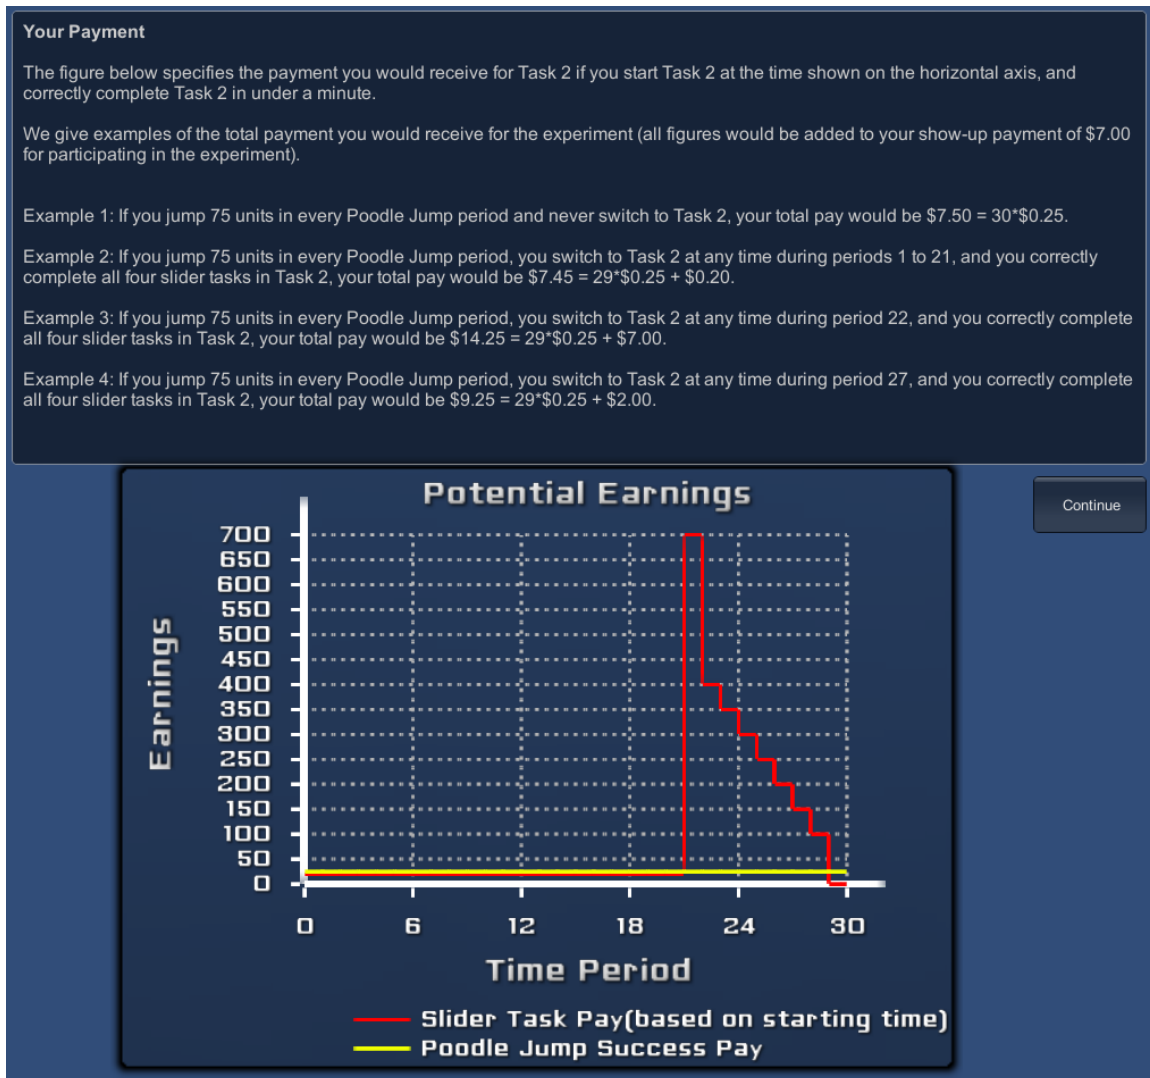 Your Payment
The figure below specifies the payment you would receive for Task 2 if you start Task 2 at the time shown on the horizontal axis, and
correctly complete Task 2 in under a minute.
We give examples of the total payment you would receive for the experiment (all figures would be added to your show-up payment of $7.00
for participating in the experiment).
Example 1: If you jump 75 units in every Poodle Jump period and never switch to Task 2, your total pay would be $7.50 = 30*$0.25.
Example 2: If you jump 75 units in every Poodle Jump period, you switch to Task 2 at any time during periods 1 to 21, and you correctly
complete all four slider tasks in Task 2, your total pay would be $7.45 = 29*$0.25 + $0.20.
Example 3: If you jump 75 units in every Poodle Jump period, you switch to Task 2 at any time during period 22, and you correctly complete
all four slider tasks in Task 2, your total pay would be $14.25 = 29*$0.25 + $7.00.
Example 4: If you jump 75 units in every Poodle Jump period, you switch to Task 2 at any time during period 27, and you correctly complete
all four slider tasks in Task 2, your total pay would be $9.25 = 29*$0.25 + $2.00.
Continue
Potential Earnings
Earnings
700
650
600
550
500
450
400
350
300
250
200
150
100
50
0
0 6 12 18 24 30
Time Period
Slider Task Pay(based on starting time)
Poodle Jump Success Pay